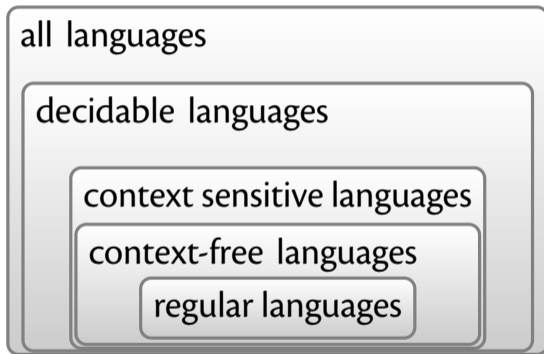 all languages
decidable languages
context sensitive languages
context-free languages
regular languages